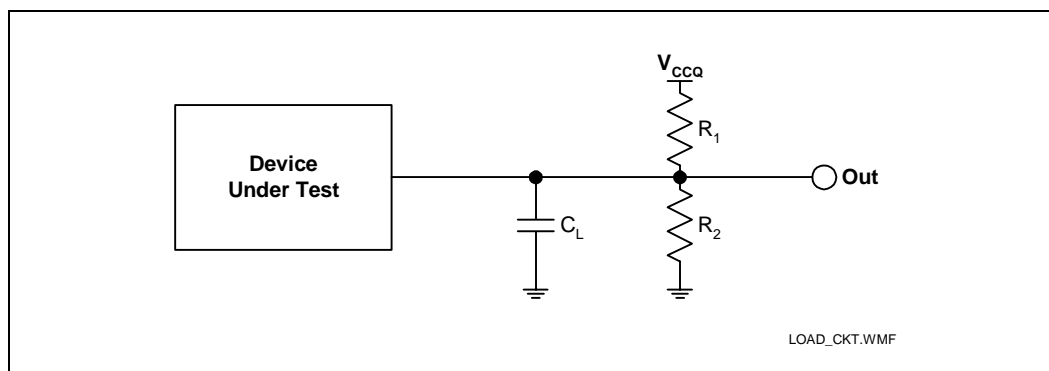 V_CCQ
R_1
Device
Under Test
Out
C_L
R_2
LOAD_CKT.WMF